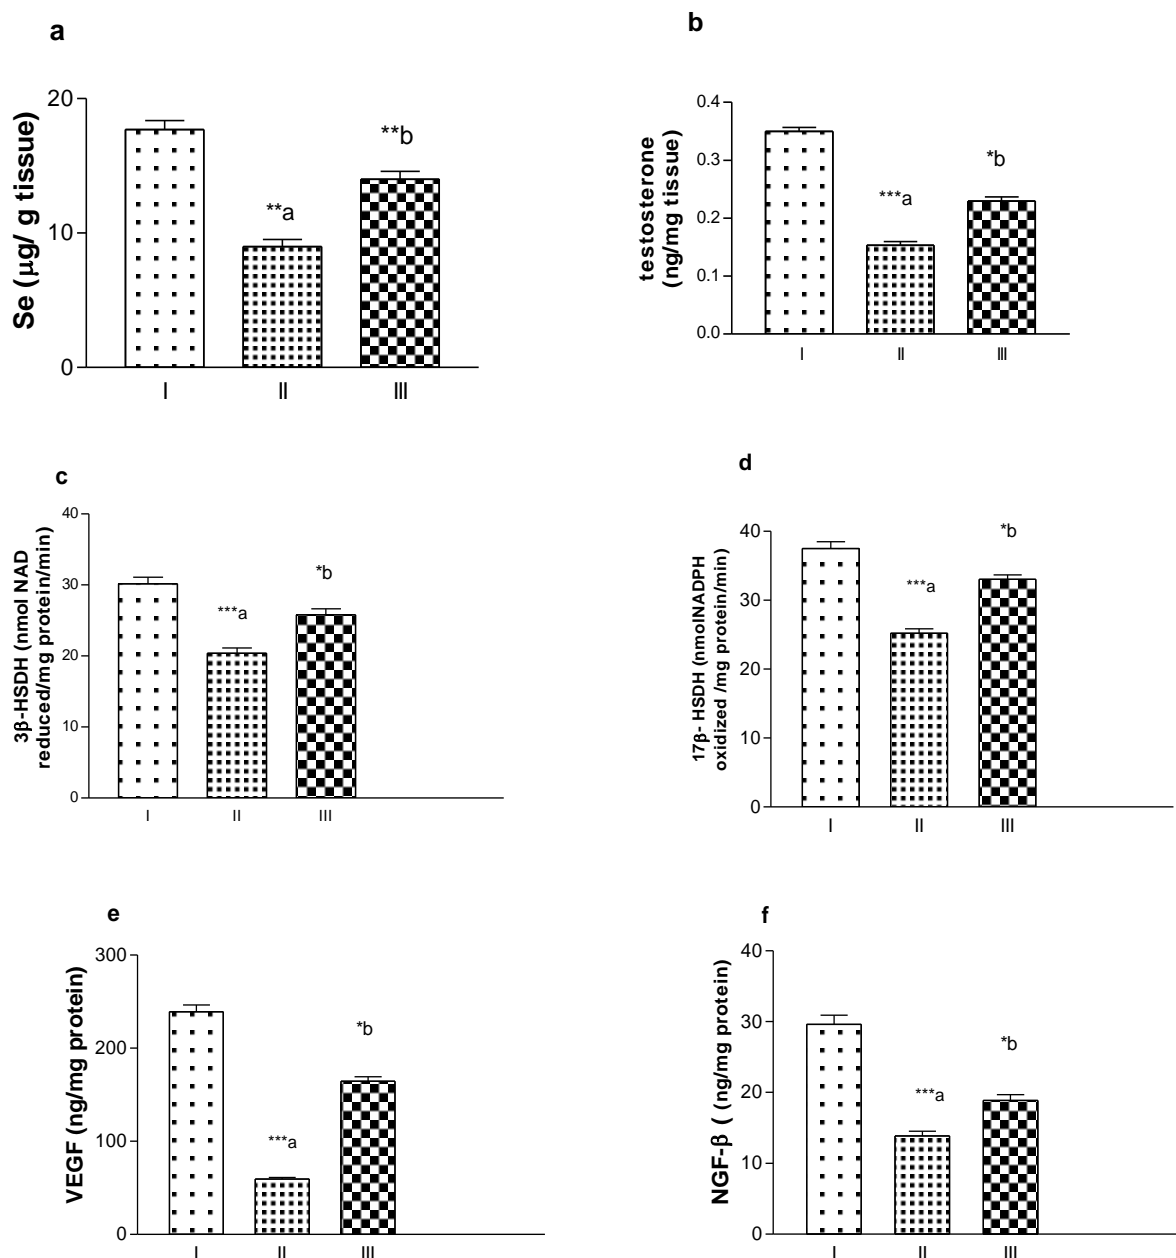 a
Se (μg/ g tissue)
20
10
0
**a
**b
I II III
b
testosterone
(ng/mg tissue)
0.4
0.3
0.2
0.1
0.0
***a
*b
I II III
c
3β-HSDH (nmol NAD
reduced/mg protein/min)
40
30
20
10
0
***a
*b
I II III
d
17β- HSDH (nmolNADPH
oxidized /mg protein/min)
40
30
20
10
0
***a
*b
I II III
e
VEGF (ng/mg protein)
300
200
100
0
***a
*b
I II III
f
NGF-β ( (ng/mg protein)
40
30
20
10
0
***a
*b
I II III